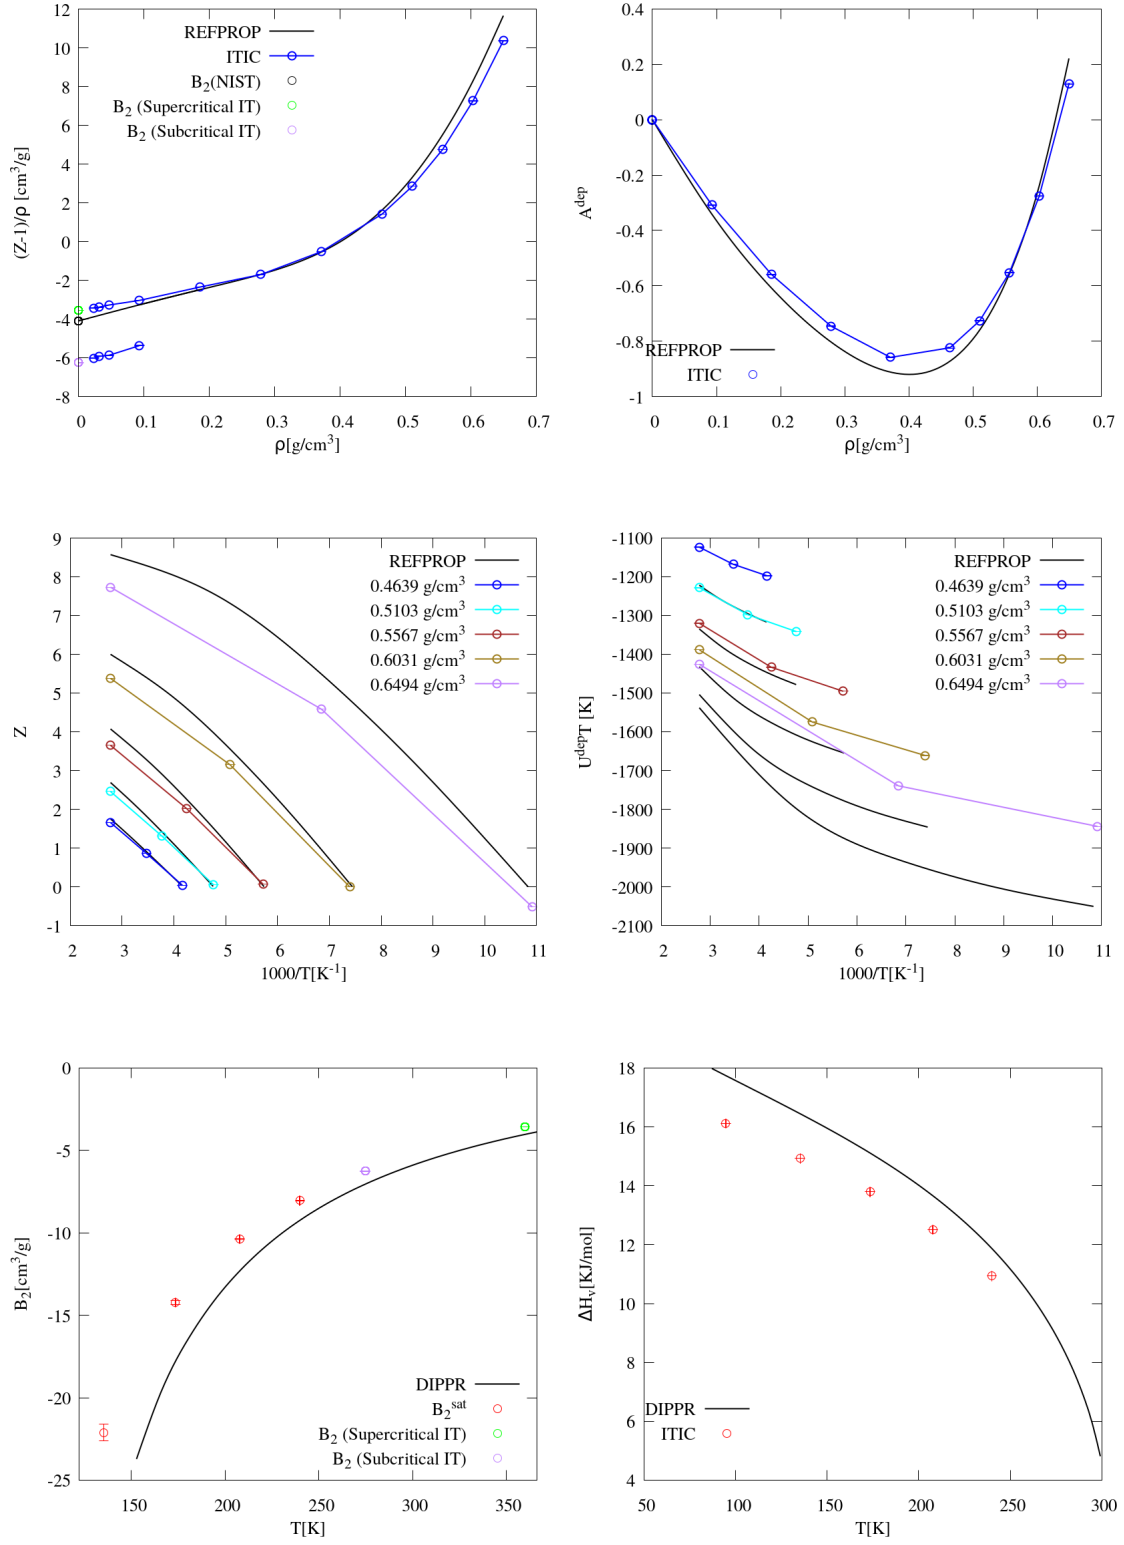 12
10
8
6
4
2
0
-2
-4
-6
-8
(Z-1)/ρ [cm³/g]
REFPROP
ITIC
B₂(NIST)
B₂ (Supercritical IT)
B₂ (Subcritical IT)
0 0.1 0.2 0.3 0.4 0.5 0.6 0.7
ρ[g/cm³]
0.4
0.2
0
-0.2
-0.4
-0.6
-0.8
-1
A^dep
REFPROP
ITIC
0 0.1 0.2 0.3 0.4 0.5 0.6 0.7
ρ[g/cm³]
9
8
7
6
5
4
3
2
1
0
-1
Z
REFPROP
0.4639 g/cm³
0.5103 g/cm³
0.5567 g/cm³
0.6031 g/cm³
0.6494 g/cm³
2 3 4 5 6 7 8 9 10 11
1000/T[K⁻¹]
-1100
-1200
-1300
-1400
-1500
-1600
-1700
-1800
-1900
-2000
-2100
U^depT [K]
REFPROP
0.4639 g/cm³
0.5103 g/cm³
0.5567 g/cm³
0.6031 g/cm³
0.6494 g/cm³
2 3 4 5 6 7 8 9 10 11
1000/T[K⁻¹]
0
-5
-10
-15
-20
-25
B₂[cm³/g]
DIPPR
B₂^sat
B₂ (Supercritical IT)
B₂ (Subcritical IT)
150 200 250 300 350
T[K]
18
16
14
12
10
8
6
4
ΔHᵥ[KJ/mol]
DIPPR
ITIC
50 100 150 200 250 300
T[K]